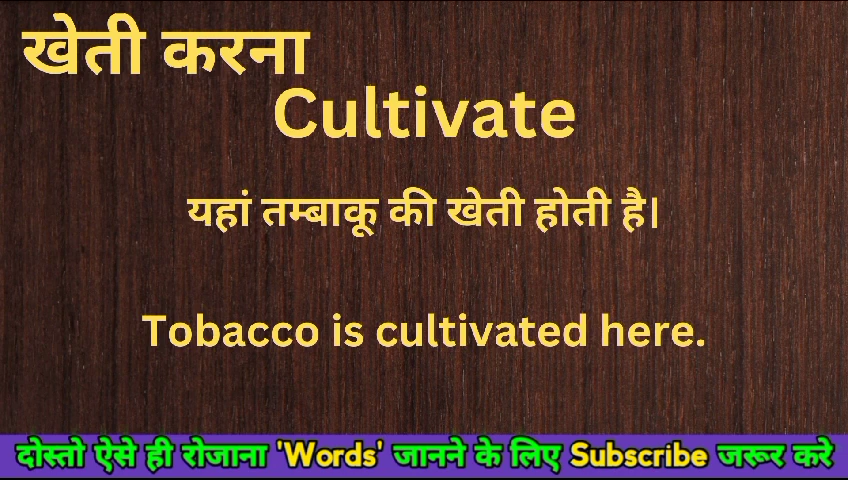 खेती करना
Cultivate
यहां तम्बाकू की खेती होती है।
Tobacco is cultivated here.
दोस्तो ऐसे ही रोजाना 'Words' जानने के लिए Subscribe जरूर करे